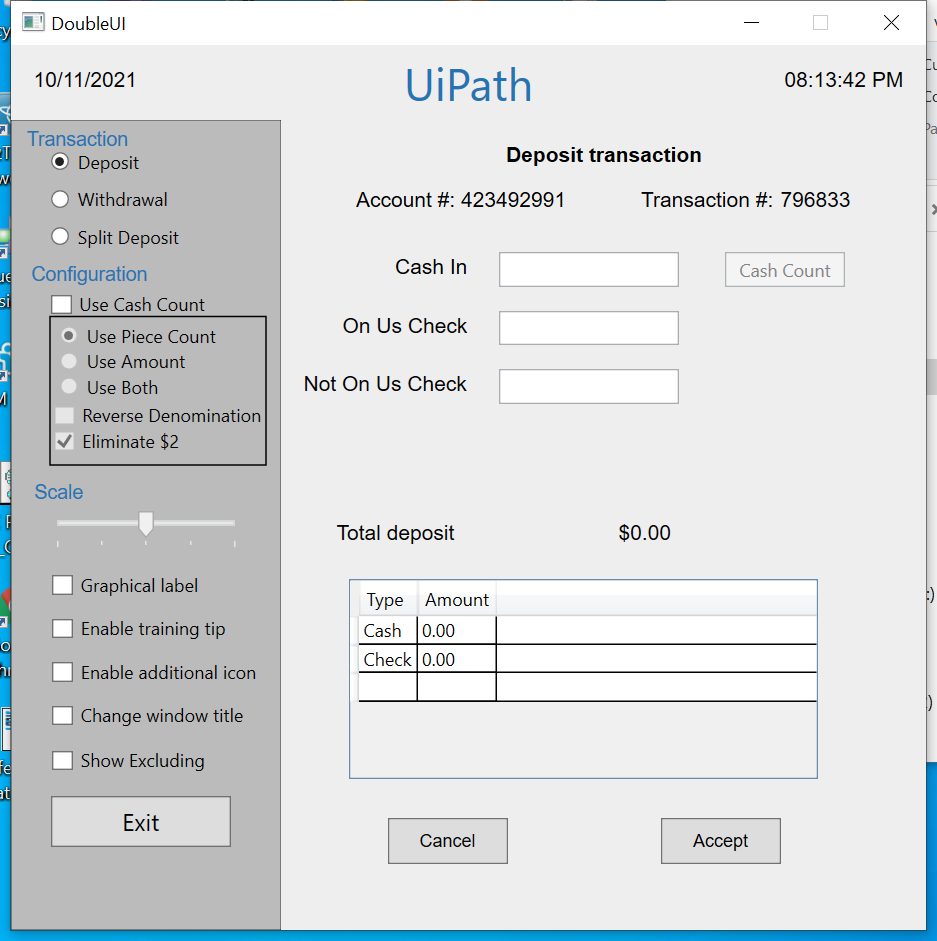 DoubleUI
10/11/2021
UiPath
08:13:42 PM
Transaction
Deposit
Withdrawal
Split Deposit
Configuration
Use Cash Count
Use Piece Count
Use Amount
Use Both
Reverse Denomination
Eliminate $2
Scale
Graphical label
Enable training tip
Enable additional icon
Change window title
Show Excluding
Exit
Deposit transaction
Account #: 423492991 Transaction #: 796833
Cash In
Cash Count
On Us Check
Not On Us Check
Total deposit $0.00
Type Amount
Cash 0.00
Check 0.00
Cancel
Accept